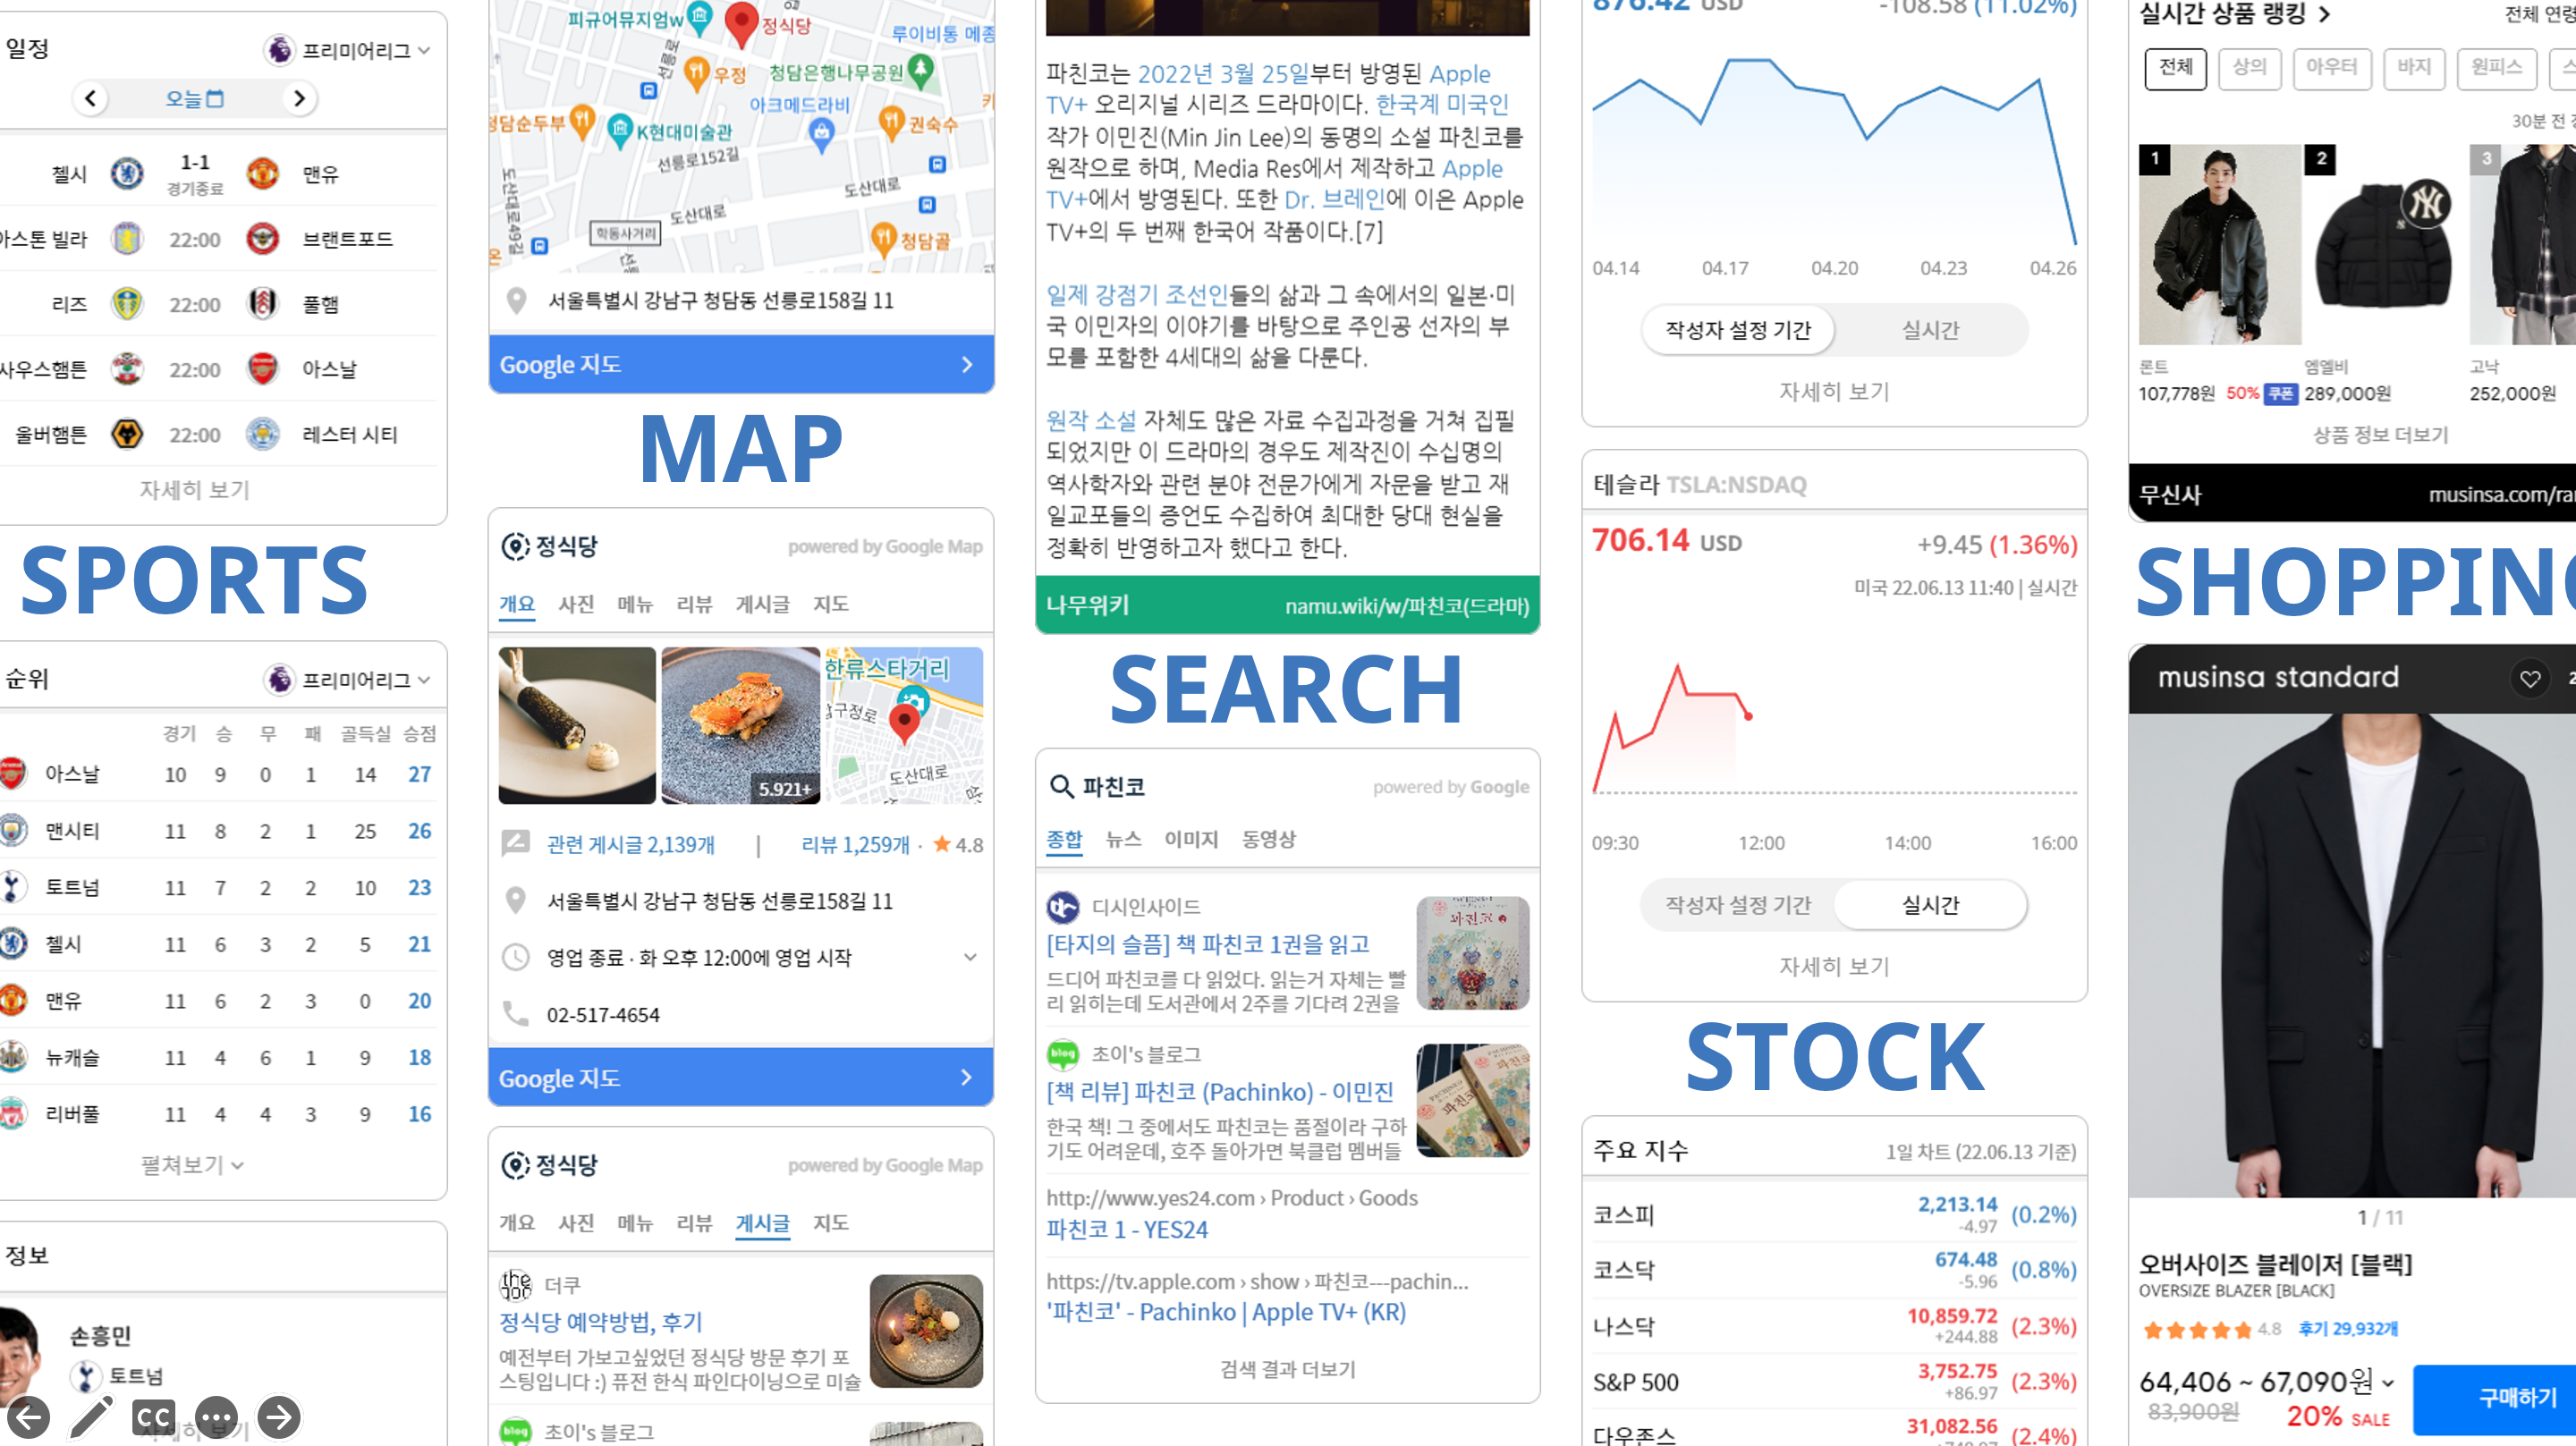 일정
프리미어리그
오늘
첼시 1-1 맨유
경기종료
아스톤 빌라 22:00 브랜트포드
리즈 22:00 풀햄
사우스햄튼 22:00 아스날
울버햄튼 22:00 레스터 시티
자세히 보기
SPORTS
순위
프리미어리그
경기 승 무 패 골득실 승점
아스날 10 9 0 1 14 27
맨시티 11 8 2 1 25 26
토트넘 11 7 2 2 10 23
첼시 11 6 3 2 5 21
맨유 11 6 2 3 0 20
뉴캐슬 11 4 6 1 9 18
리버풀 11 4 4 3 9 16
펼쳐보기
정보
손흥민
토트넘
CC
피규어뮤지엄w
정식당
루이비통 메종
선릉로
우정
청담은행나무공원
아크메드라비
청담순두부
K현대미술관
권숙수
선릉로152길
도산대로
도산대로49길
도산대로
학동사거리
청담골
서울특별시 강남구 청담동 선릉로158길 11
Google 지도
MAP
정식당
powered by Google Map
개요 사진 메뉴 리뷰 게시글 지도
5.921+
한류스타거리
압구정로
도산대로
관련 게시글 2,139개 | 리뷰 1,259개 · 4.8
서울특별시 강남구 청담동 선릉로158길 11
영업 종료 · 화 오후 12:00에 영업 시작
02-517-4654
Google 지도
정식당
powered by Google Map
개요 사진 메뉴 리뷰 게시글 지도
더쿠
정식당 예약방법, 후기
예전부터 가보고싶었던 정식당 방문 후기 포
스팅입니다 :) 퓨전 한식 파인다이닝으로 미슐
초이's 블로그
파친코는 2022년 3월 25일부터 방영된 Apple
TV+ 오리지널 시리즈 드라마이다. 한국계 미국인
작가 이민진(Min Jin Lee)의 동명의 소설 파친코를
원작으로 하며, Media Res에서 제작하고 Apple
TV+에서 방영된다. 또한 Dr. 브레인에 이은 Apple
TV+의 두 번째 한국어 작품이다.[7]
일제 강점기 조선인들의 삶과 그 속에서의 일본·미
국 이민자의 이야기를 바탕으로 주인공 선자의 부
모를 포함한 4세대의 삶을 다룬다.
원작 소설 자체도 많은 자료 수집과정을 거쳐 집필
되었지만 이 드라마의 경우도 제작진이 수십명의
역사학자와 관련 분야 전문가에게 자문을 받고 재
일교포들의 증언도 수집하여 최대한 당대 현실을
정확히 반영하고자 했다고 한다.
나무위키
namu.wiki/w/파친코(드라마)
SEARCH
파친코
powered by Google
종합 뉴스 이미지 동영상
디시인사이드
[타지의 슬픔] 책 파친코 1권을 읽고
드디어 파친코를 다 읽었다. 읽는거 자체는 빨
리 읽히는데 도서관에서 2주를 기다려 2권을
초이's 블로그
[책 리뷰] 파친코 (Pachinko) - 이민진
한국 책! 그 중에서도 파친코는 품절이라 구하
기도 어려운데, 호주 돌아가면 북클럽 멤버들
http://www.yes24.com › Product › Goods
파친코 1 - YES24
https://tv.apple.com › show › 파친코---pachin...
'파친코' - Pachinko | Apple TV+ (KR)
검색 결과 더보기
876.42 USD
-108.58 (11.02%)
04.14 04.17 04.20 04.23 04.26
작성자 설정 기간 실시간
자세히 보기
테슬라 TSLA:NSDAQ
706.14 USD
+9.45 (1.36%)
미국 22.06.13 11:40 | 실시간
09:30 12:00 14:00 16:00
작성자 설정 기간 실시간
자세히 보기
STOCK
주요 지수
1일 차트 (22.06.13 기준)
코스피 2,213.14 (0.2%)
-4.97
코스닥 674.48 (0.8%)
-5.96
나스닥 10,859.72 (2.3%)
+244.88
S&P 500 3,752.75 (2.3%)
+86.97
다우존스 31,082.56 (2.4%)
실시간 상품 랭킹
전체 연령
전체 상의 아우터 바지 원피스
30분 전
1 2 3
론트 엠엘비 고낙
107,778원 50% 쿠폰 289,000원 252,000원
상품 정보 더보기
무신사
musinsa.com/ran
SHOPPING
musinsa standard
1 / 11
오버사이즈 블레이저 [블랙]
OVERSIZE BLAZER [BLACK]
4.8 후기 29,932개
64,406 ~ 67,090원
83,900원 20% SALE
구매하기